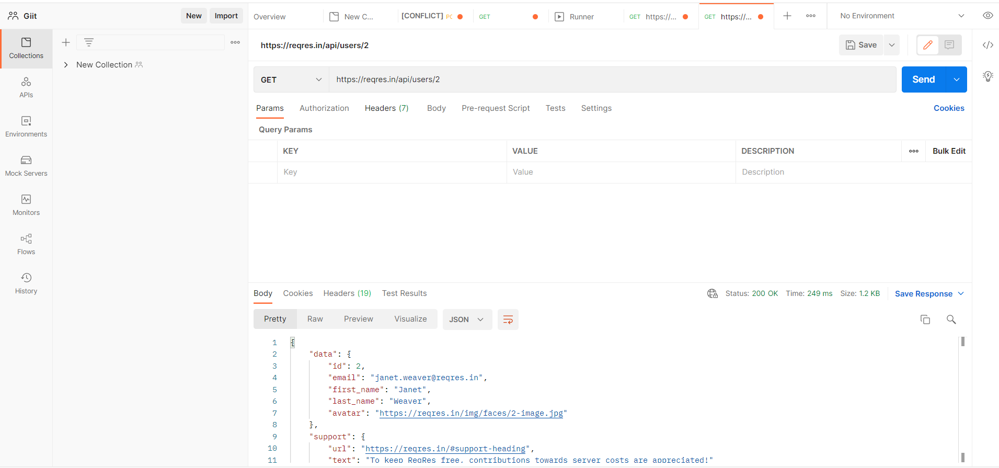 Giit
New
Import
Overview
New C...
[CONFLICT] PC
GET
Runner
GET https://...
GET https://...
No Environment
Collections
APIs
Environments
Mock Servers
Monitors
Flows
History
New Collection
https://reqres.in/api/users/2
Save
GET
https://reqres.in/api/users/2
Send
Params Authorization Headers (7) Body Pre-request Script Tests Settings
Cookies
Query Params
KEY VALUE DESCRIPTION
Bulk Edit
Key Value Description
Body Cookies Headers (19) Test Results
Status: 200 OK Time: 249 ms Size: 1.2 KB
Save Response
Pretty Raw Preview Visualize
JSON
1 {
2 "data": {
3 "id": 2,
4 "email": "janet.weaver@reqres.in",
5 "first_name": "Janet",
6 "last_name": "Weaver",
7 "avatar": "https://reqres.in/img/faces/2-image.jpg"
8 },
9 "support": {
10 "url": "https://reqres.in/#support-heading",
11 "text": "To keep ReqRes free, contributions towards server costs are appreciated!"